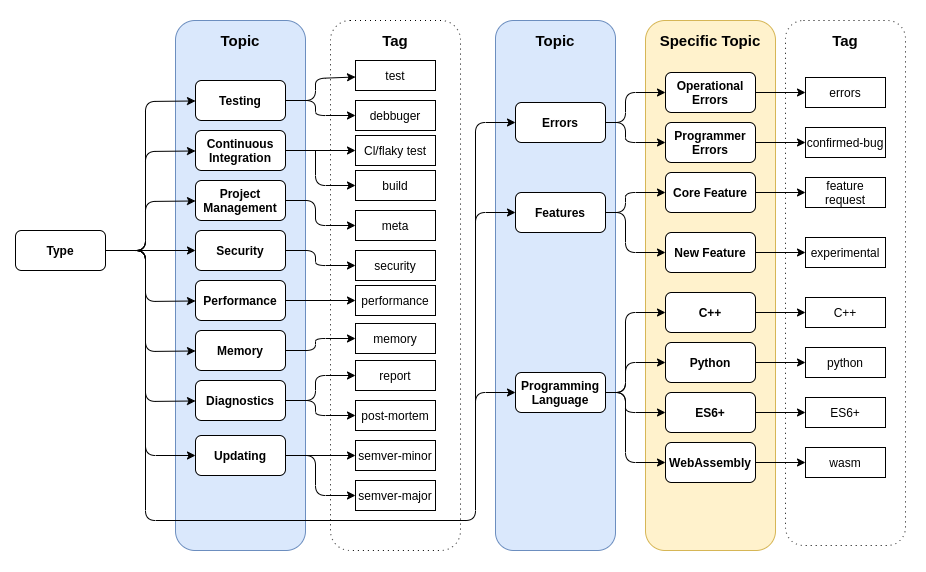 Topic
Tag
Topic
Specific Topic
Tag
Type
Testing
Continuous
Integration
Project
Management
Security
Performance
Memory
Diagnostics
Updating
test
debbuger
CI/flaky test
build
meta
security
performance
memory
report
post-mortem
semver-minor
semver-major
Errors
Features
Programming
Language
Operational
Errors
Programmer
Errors
Core Feature
New Feature
C++
Python
ES6+
WebAssembly
errors
confirmed-bug
feature
request
experimental
C++
python
ES6+
wasm